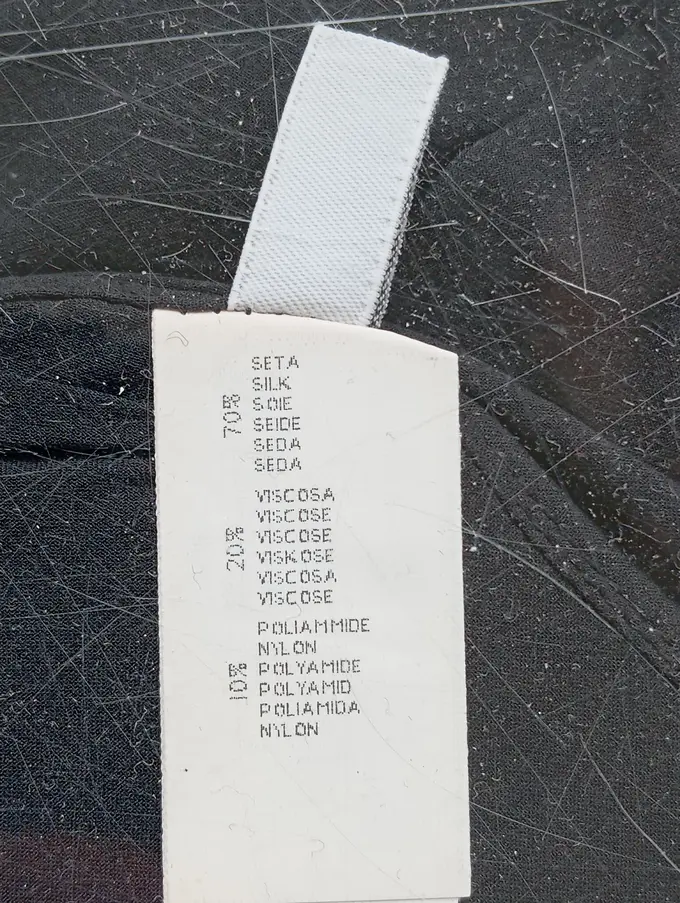 70%
SETA
SILK
SOIE
SEIDE
SEDA
SEDA
20%
VISCOSA
VISCOSE
VISCOSE
VISKOSE
VISCOSA
VISCOSE
10%
POLIAMMIDE
NYLON
POLYAMIDE
POLYAMID
POLIAMIDA
NYLON